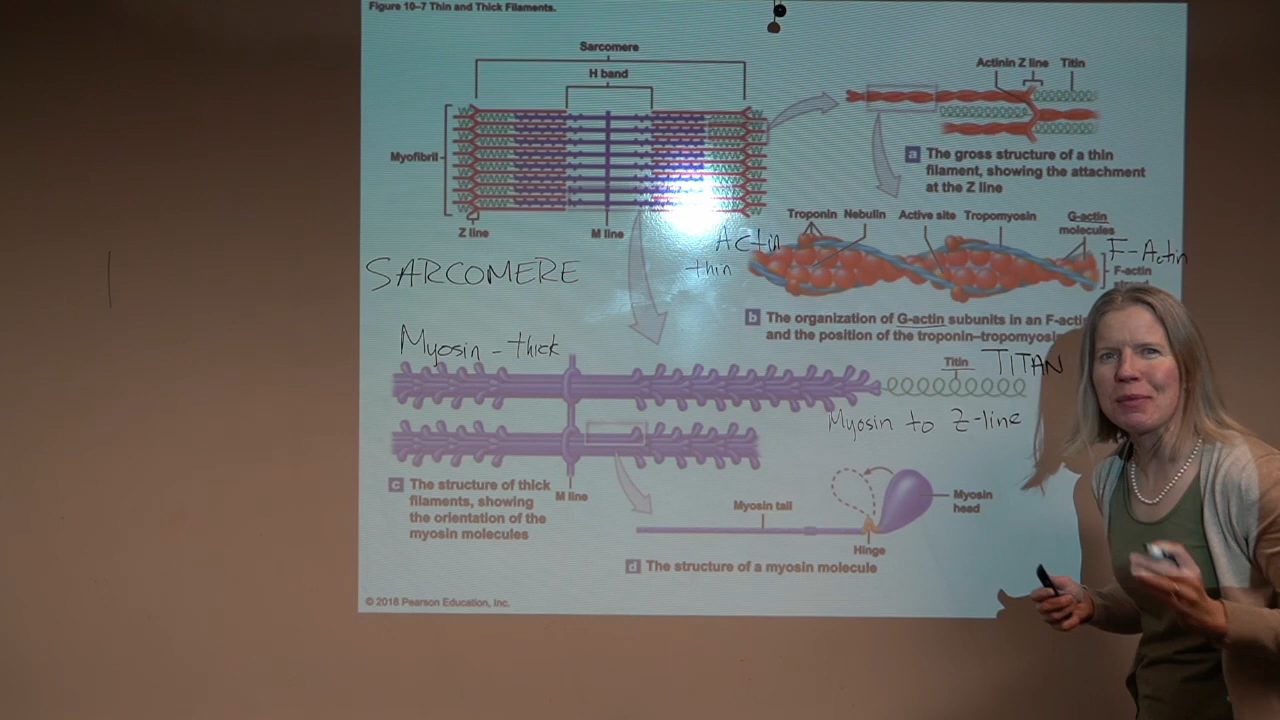 Figure 10–7 Thin and Thick Filaments.
Sarcomere
H band
Myofibril
Z line
M line
Actinin Z line Titin
a The gross structure of a thin
filament, showing the attachment
at the Z line
Troponin Nebulin Active site Tropomyosin G-actin
molecules
Actin
thin
F-Actin
F-actin
SARCOMERE
b The organization of G-actin subunits in an F-acti
and the position of the troponin–tropomyosi
Myosin - thick
Titin TITAN
Myosin to Z-line
c The structure of thick
filaments, showing
the orientation of the
myosin molecules
M line
Myosin tail
Myosin
head
Hinge
d The structure of a myosin molecule
© 2018 Pearson Education, Inc.